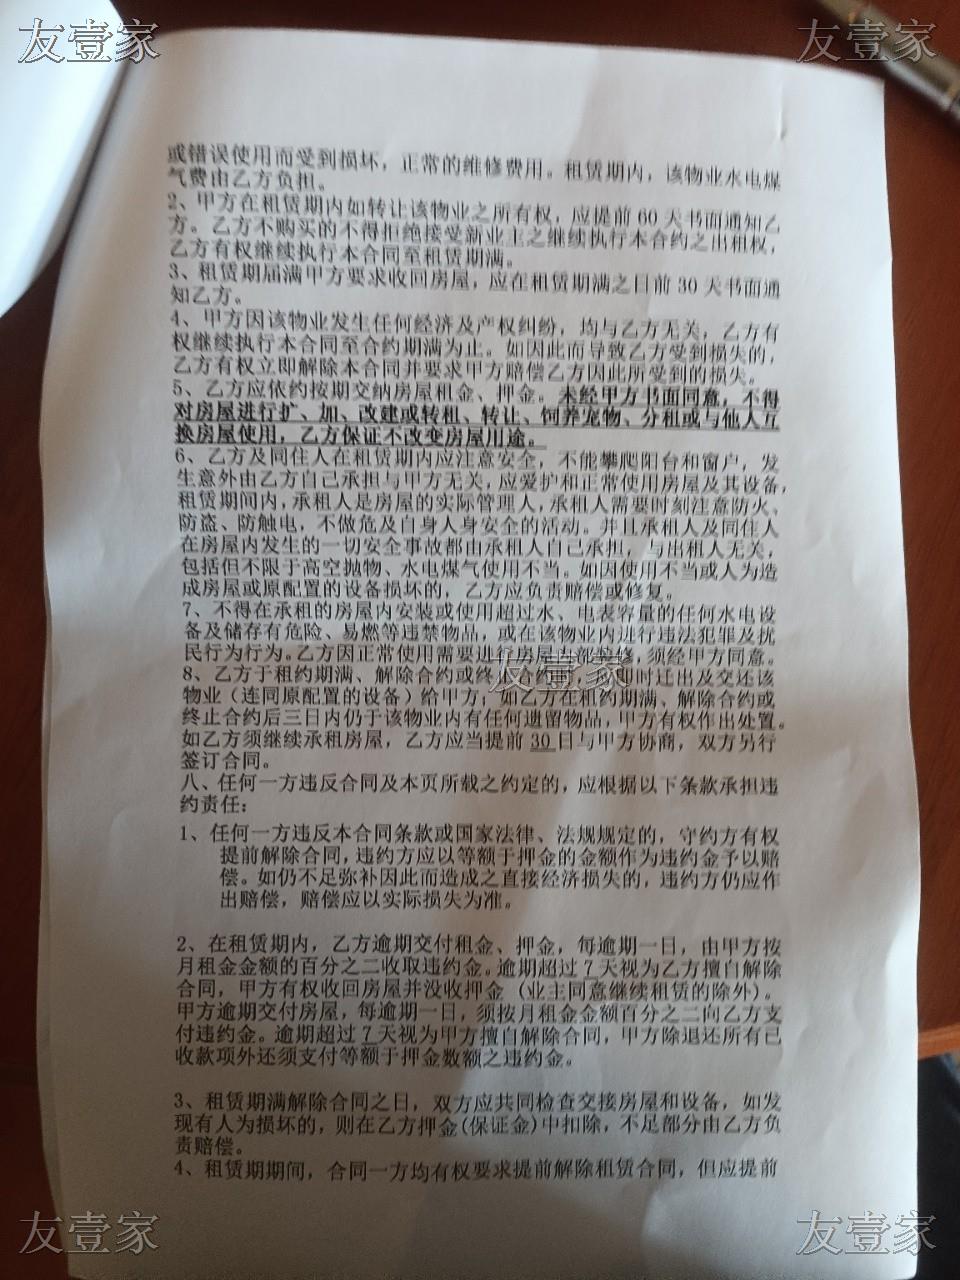 友壹家 友壹家
或错误使用而受到损坏，正常的维修费用。租赁期内，该物业水电煤
气费由乙方负担。
2、甲方在租赁期内如转让该物业之所有权，应提前 60 天书面通知乙
方。乙方不购买的不得拒绝接受新业主之继续执行本合约之出租权，
乙方有权继续执行本合同至租赁期满。
3、租赁期届满甲方要求收回房屋，应在租赁期满之日前 30 天书面通
知乙方。
4、甲方因该物业发生任何经济及产权纠纷，均与乙方无关，乙方有
权继续执行本合同至合约期满为止。如因此而导致乙方受到损失的，
乙方有权立即解除本合同并要求甲方赔偿乙方因此所受到的损失。
5、乙方应依约按期交纳房屋租金、押金。未经甲方书面同意，不得
对房屋进行扩、加、改建或转租、转让、饲养宠物、分租或与他人互
换房屋使用，乙方保证不改变房屋用途。
6、乙方及同住人在租赁期内应注意安全，不能攀爬阳台和窗户，发
生意外由乙方自己承担与甲方无关，应爱护和正常使用房屋及其设备，
租赁期间内，承租人是房屋的实际管理人，承租人需要时刻注意防火、
防盗、防触电，不做危及自身人身安全的活动。并且承租人及同住人
在房屋内发生的一切安全事故都由承租人自己承担，与出租人无关，
包括但不限于高空抛物、水电煤气使用不当。如因使用不当或人为造
成房屋或原配置的设备损坏的，乙方应负责赔偿或修复。
7、不得在承租的房屋内安装或使用超过水、电表容量的任何水电设
备及储存有危险、易燃等违禁物品，或在该物业内进行违法犯罪及扰
民行为行为。乙方因正常使用需要进行房屋内部装修，须经甲方同意。
友壹家
8、乙方于租约期满、解除合约或终止合约时，应即时迁出及交还该
物业（连同原配置的设备）给甲方；如乙方在租约期满、解除合约或
终止合约后三日内仍于该物业内有任何遗留物品，甲方有权作出处置。
如乙方须继续承租房屋，乙方应当提前 30 日与甲方协商，双方另行
签订合同。
八、任何一方违反合同及本页所载之约定的，应根据以下条款承担违
约责任：
1、任何一方违反本合同条款或国家法律、法规规定的，守约方有权
提前解除合同，违约方应以等额于押金的金额作为违约金予以赔
偿。如仍不足弥补因此而造成之直接经济损失的，违约方仍应作
出赔偿，赔偿应以实际损失为准。
2、在租赁期内，乙方逾期交付租金、押金，每逾期一日，由甲方按
月租金金额的百分之二收取违约金。逾期超过 7 天视为乙方擅自解除
合同，甲方有权收回房屋并没收押金（业主同意继续租赁的除外）。
甲方逾期交付房屋，每逾期一日，须按月租金金额百分之二向乙方支
付违约金。逾期超过 7 天视为甲方擅自解除合同，甲方除退还所有已
收款项外还须支付等额于押金数额之违约金。
3、租赁期满解除合同之日，双方应共同检查交接房屋和设备，如发
现有人为损坏的，则在乙方押金(保证金)中扣除，不足部分由乙方负
责赔偿。
4、租赁期期间，合同一方均有权要求提前解除租赁合同，但应提前
友壹家 友壹家